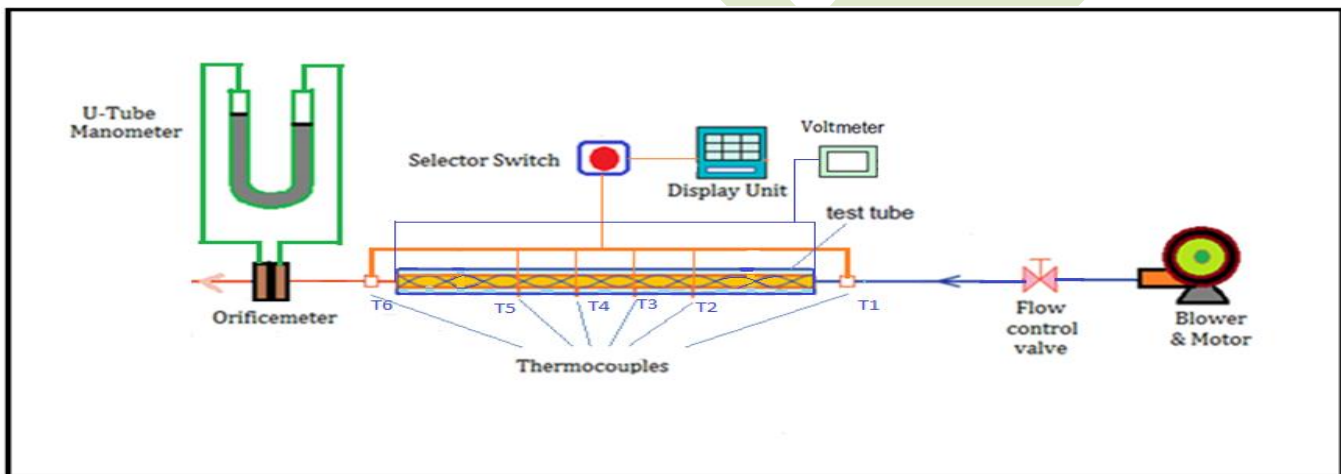 U-Tube
Manometer
Selector Switch
Display Unit
Voltmeter
test tube
Orificemeter
T6
T5
T4
T3
T2
T1
Flow
control
valve
Blower
& Motor
Thermocouples